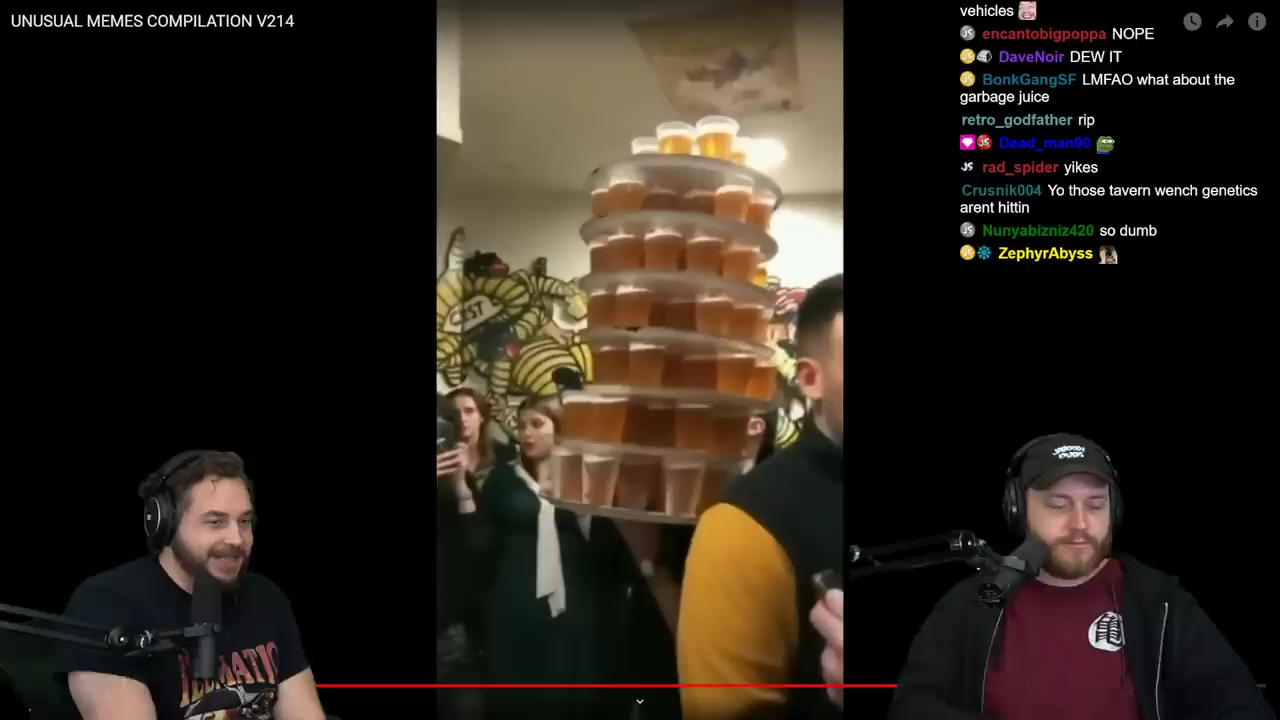 UNUSUAL MEMES COMPILATION V214
vehicles
encantobigpoppa NOPE
DaveNoir DEW IT
BonkGangSF LMFAO what about the
garbage juice
retro_godfather rip
Dead_man90
rad_spider yikes
Crusnik004 Yo those tavern wench genetics
arent hittin
Nunyabizniz420 so dumb
ZephyrAbyss